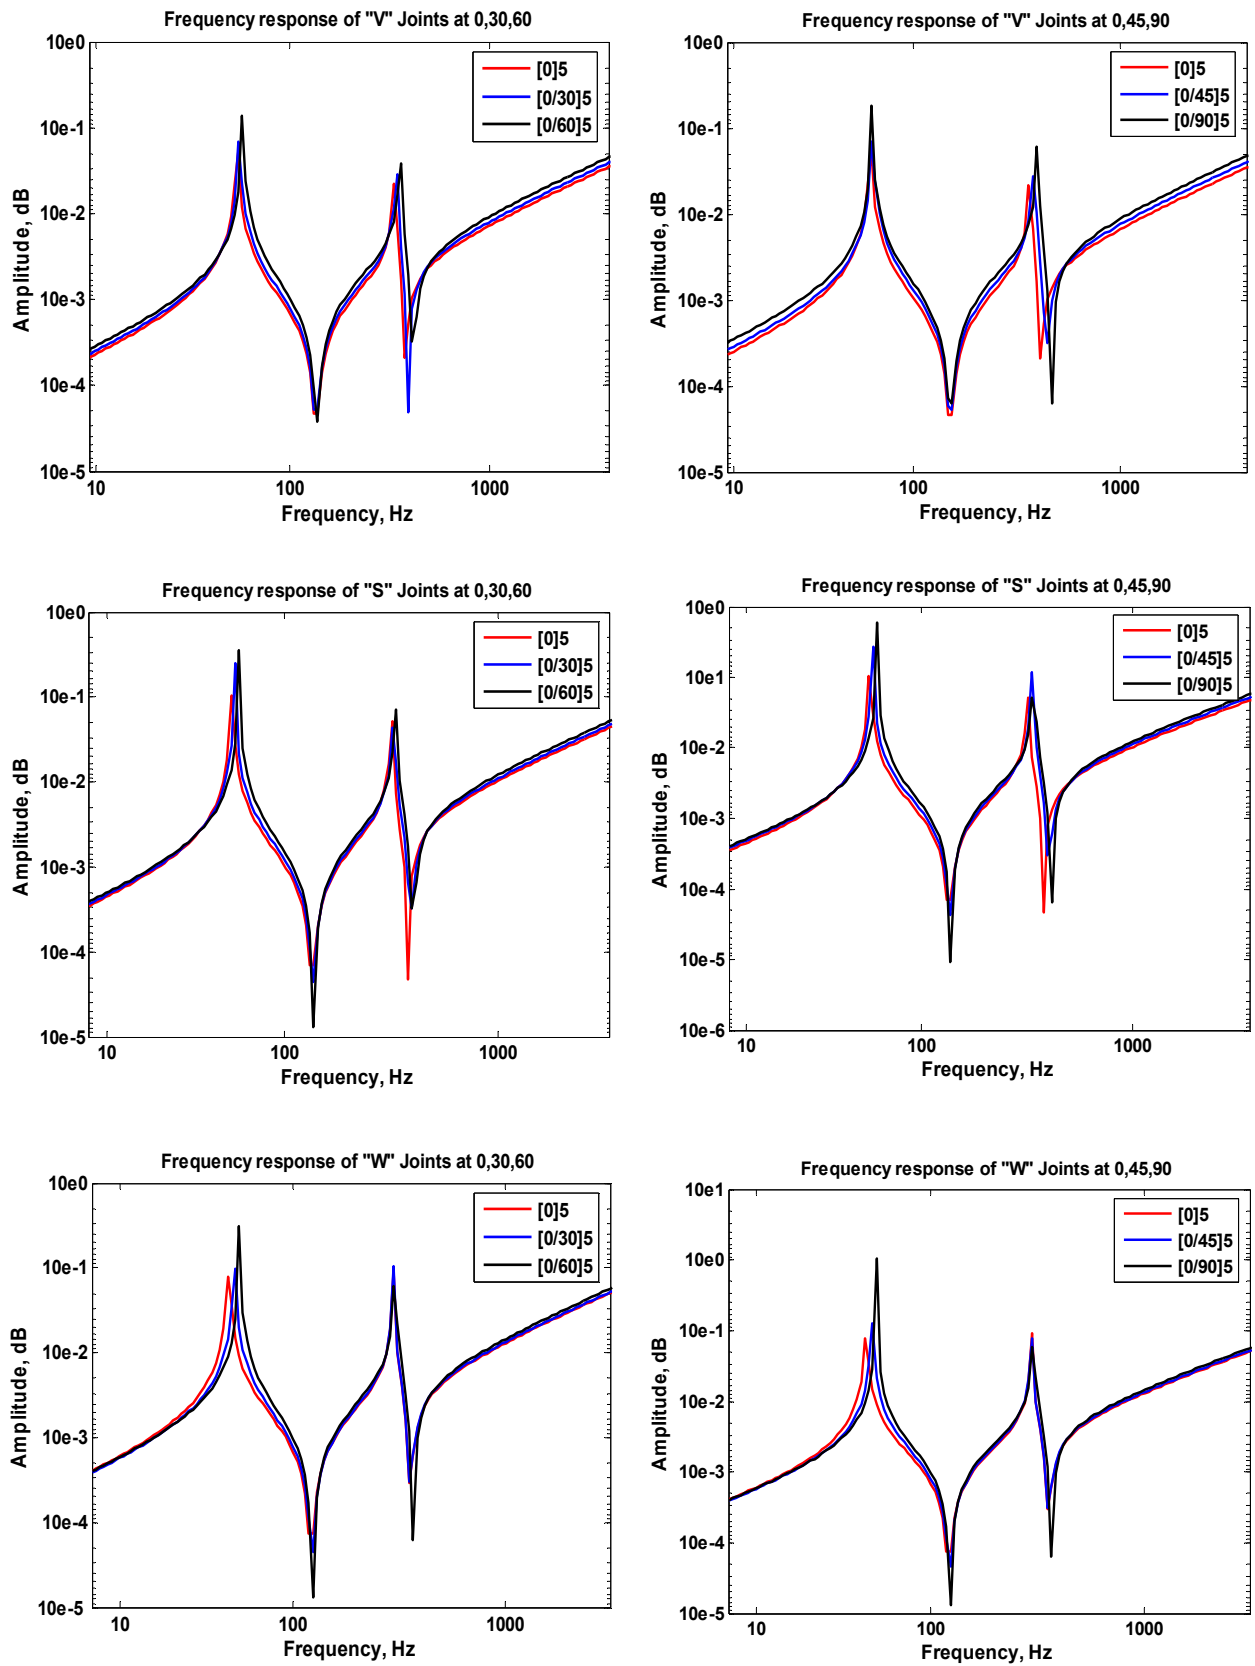 Frequency response of "V" Joints at 0,30,60
10e0
10e-1
10e-2
10e-3
10e-4
10e-5
Amplitude, dB
[0]5
[0/30]5
[0/60]5
10
100
1000
Frequency, Hz
Frequency response of "V" Joints at 0,45,90
10e0
10e-1
10e-2
10e-3
10e-4
10e-5
Amplitude, dB
[0]5
[0/45]5
[0/90]5
10
100
1000
Frequency, Hz
Frequency response of "S" Joints at 0,30,60
10e0
10e-1
10e-2
10e-3
10e-4
10e-5
Amplitude, dB
[0]5
[0/30]5
[0/60]5
10
100
1000
Frequency, Hz
Frequency response of "S" Joints at 0,45,90
10e0
10e1
10e-2
10e-3
10e-4
10e-5
10e-6
Amplitude, dB
[0]5
[0/45]5
[0/90]5
10
100
1000
Frequency, Hz
Frequency response of "W" Joints at 0,30,60
10e0
10e-1
10e-2
10e-3
10e-4
10e-5
Amplitude, dB
[0]5
[0/30]5
[0/60]5
10
100
1000
Frequency, Hz
Frequency response of "W" Joints at 0,45,90
10e1
10e0
10e-1
10e-2
10e-3
10e-4
10e-5
Amplitude, dB
[0]5
[0/45]5
[0/90]5
10
100
1000
Frequency, Hz